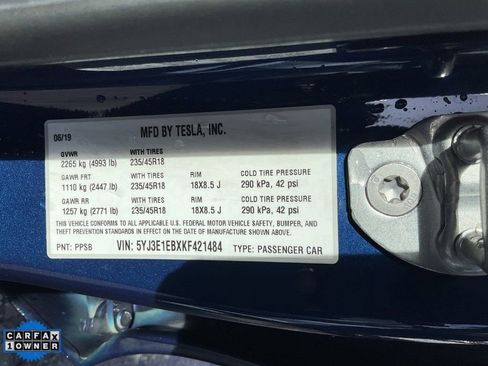 06/19 MFD BY TESLA, INC.
GVWR WITH TIRES
2265 kg (4993 lb) 235/45R18
GAWR FRT WITH TIRES RIM COLD TIRE PRESSURE
1110 kg (2447 lb) 235/45R18 18X8.5 J 290 kPa, 42 psi
GAWR RR WITH TIRES RIM COLD TIRE PRESSURE
1257 kg (2771 lb) 235/45R18 18X8.5 J 290 kPa, 42 psi
THIS VEHICLE CONFORMS TO ALL APPLICABLE U.S. FEDERAL MOTOR VEHICLE SAFETY, BUMPER, AND
THEFT PREVENTION STANDARDS IN EFFECT ON THE DATE OF MANUFACTURE SHOWN ABOVE.
PNT: PPSB VIN: 5YJ3E1EBXKF421484 TYPE: PASSENGER CAR
CARFAX
1 OWNER